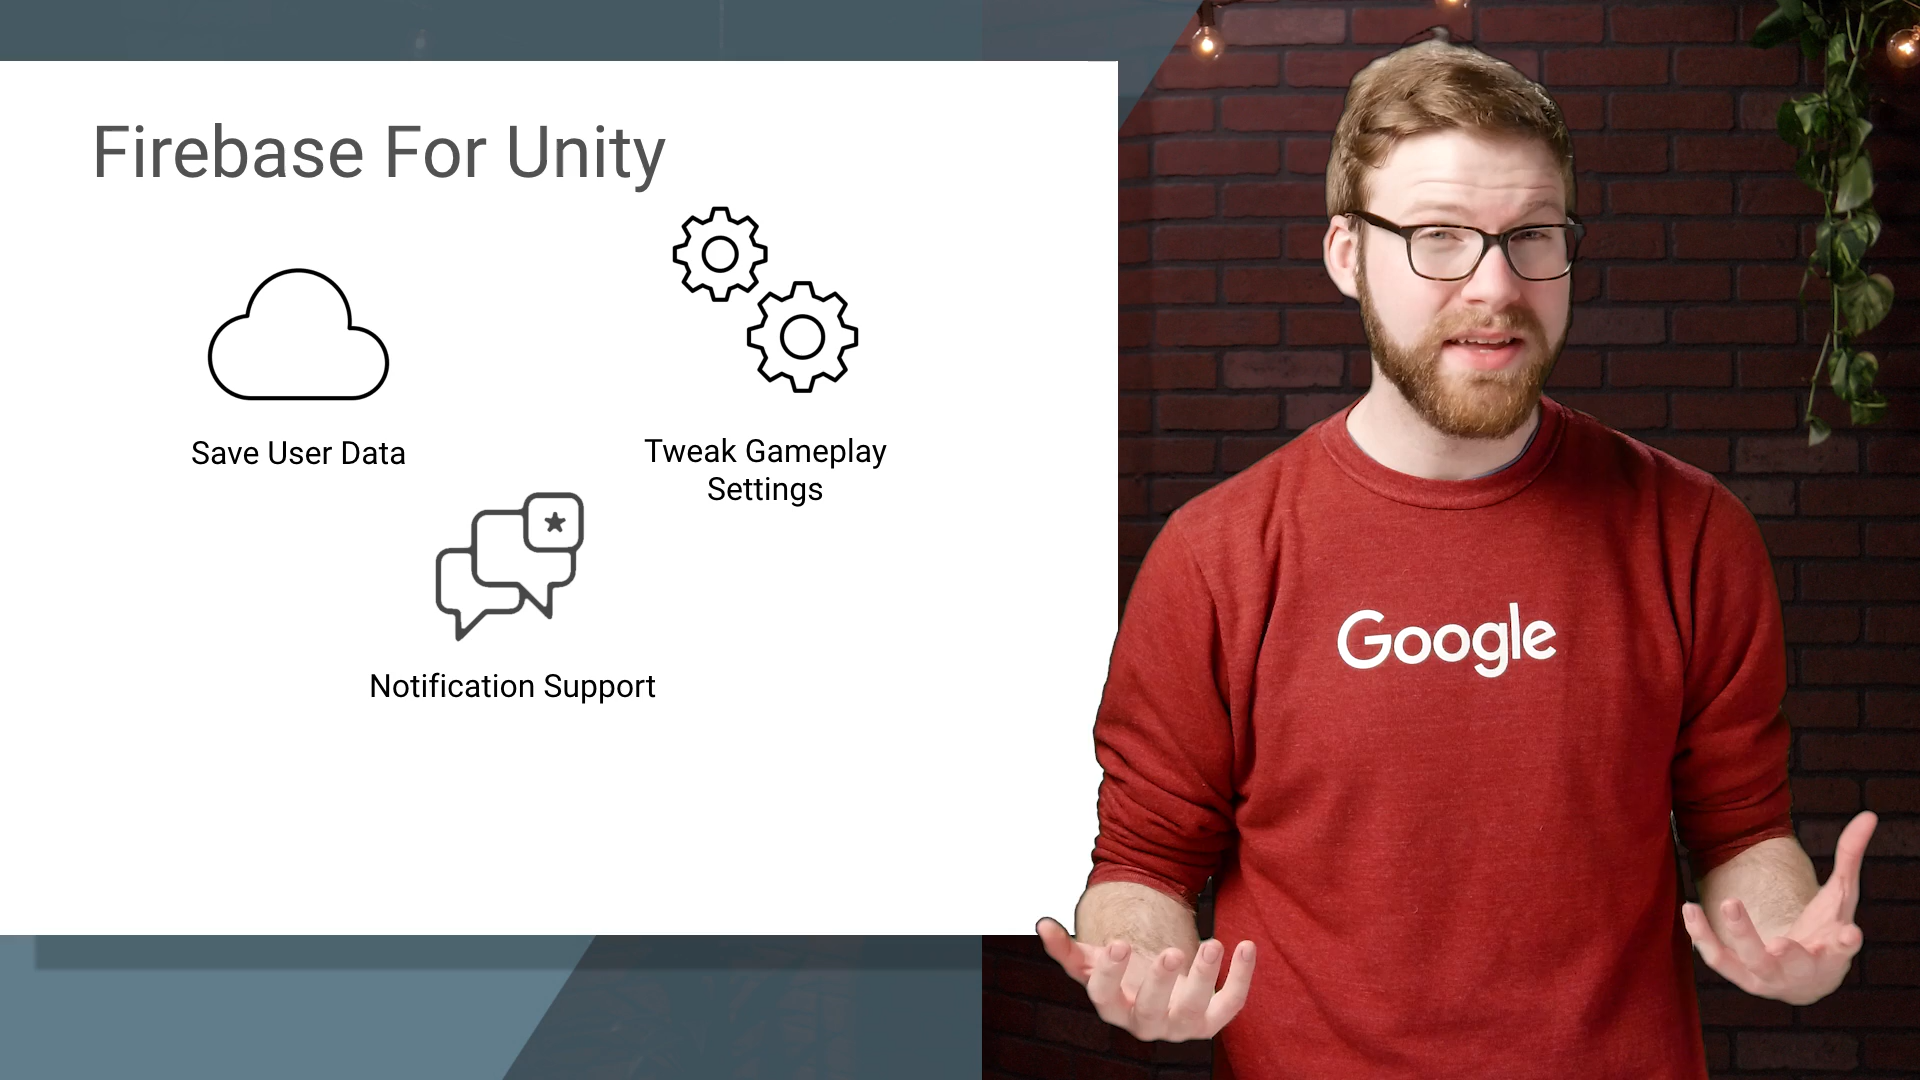 Firebase For Unity
Save User Data
Tweak Gameplay
Settings
Notification Support
Google